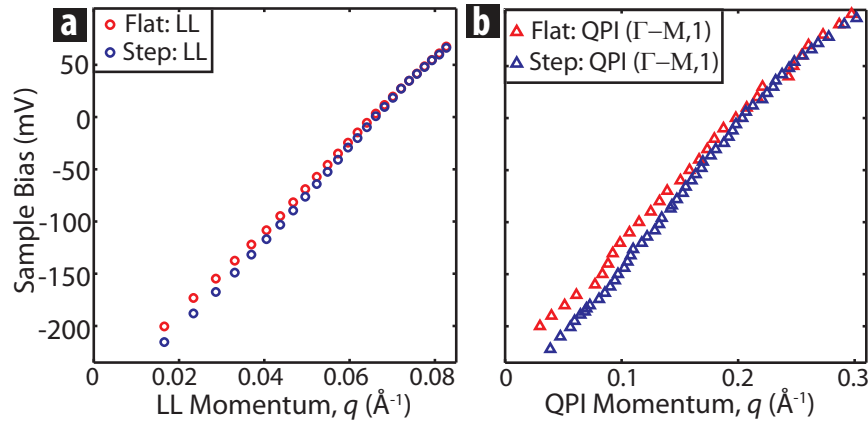 a
Flat: LL
Step: LL
50
0
-50
-100
-150
-200
Sample Bias (mV)
0
0.02
0.04
0.06
0.08
LL Momentum, q (Å⁻¹)
b
Flat: QPI (Γ−M,1)
Step: QPI (Γ−M,1)
0
0.1
0.2
0.3
QPI Momentum, q (Å⁻¹)